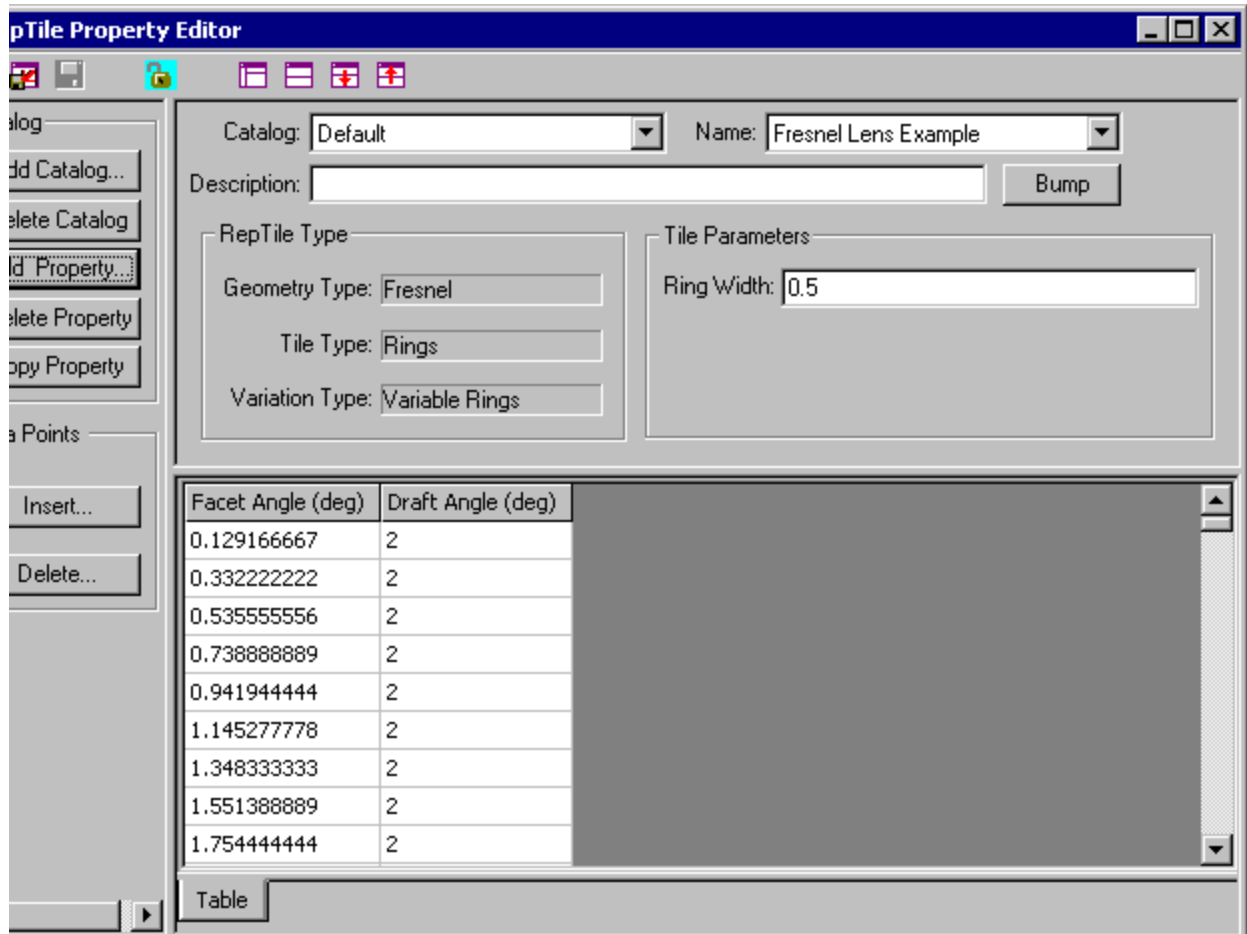 pTile Property Editor
alog
dd Catalog...
elete Catalog
ld Property...
elete Property
opy Property
a Points
Insert...
Delete...
Catalog: Default Name: Fresnel Lens Example
Description: Bump
RepTile Type
Geometry Type: Fresnel
Tile Type: Rings
Variation Type: Variable Rings
Tile Parameters
Ring Width: 0.5
Facet Angle (deg) Draft Angle (deg)
0.129166667 2
0.332222222 2
0.535555556 2
0.738888889 2
0.941944444 2
1.145277778 2
1.348333333 2
1.551388889 2
1.754444444 2
Table